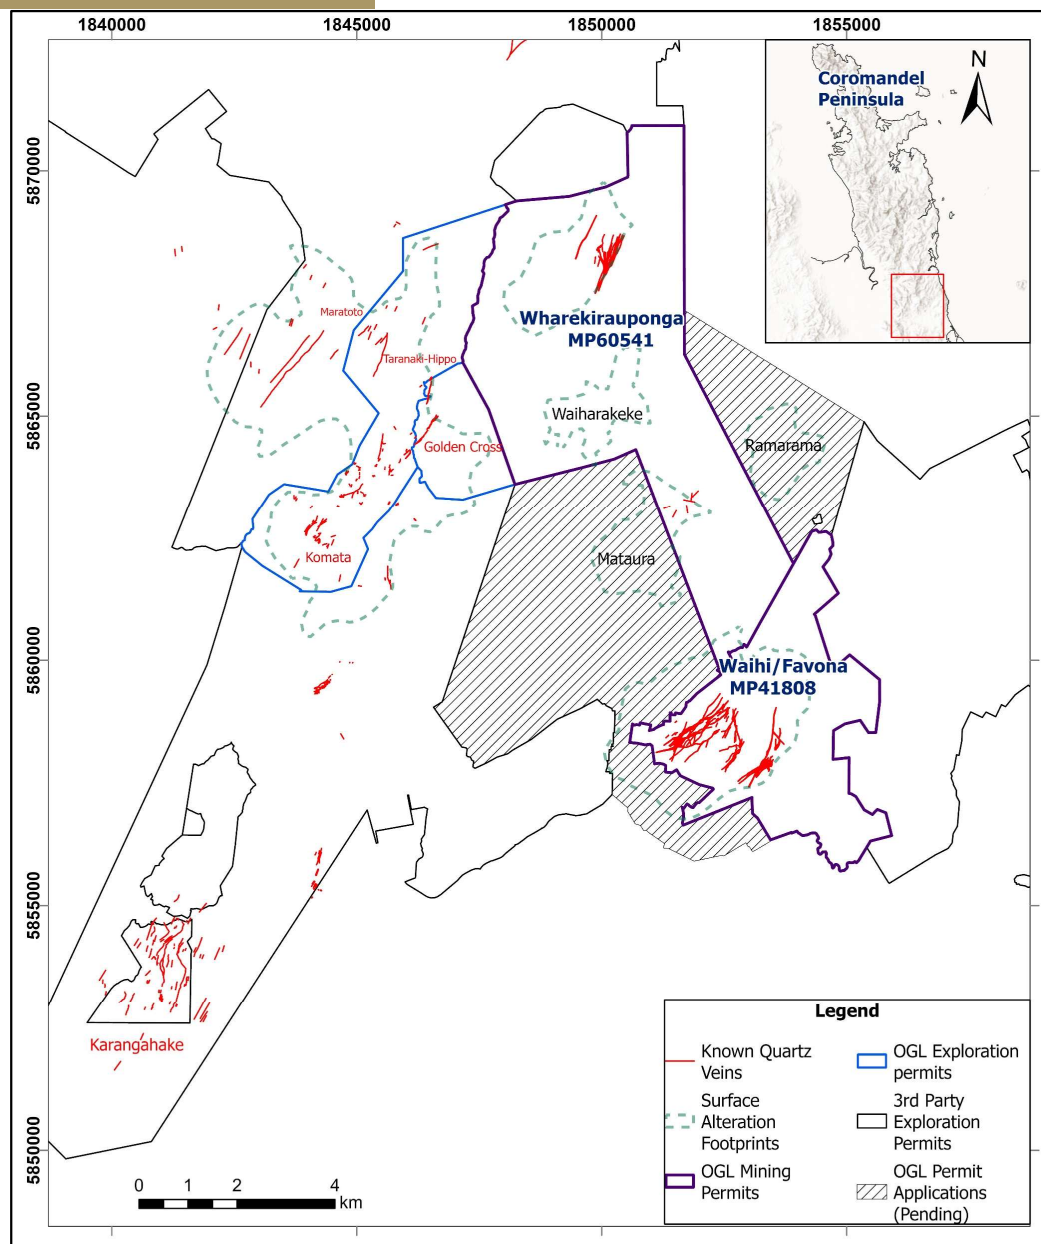 1840000
1845000
1850000
1855000
5870000
5865000
5860000
5855000
5850000
Coromandel
Peninsula
N
Maratoto
Taranaki-Hippo
Wharekirauponga
MP60541
Waiharakeke
Golden Cross
Ramarama
Komata
Mataura
Waihi/Favona
MP41808
Karangahake
0
1
2
4
km
Legend
Known Quartz
Veins
Surface
Alteration
Footprints
OGL Mining
Permits
OGL Exploration
permits
3rd Party
Exploration
Permits
OGL Permit
Applications
(Pending)